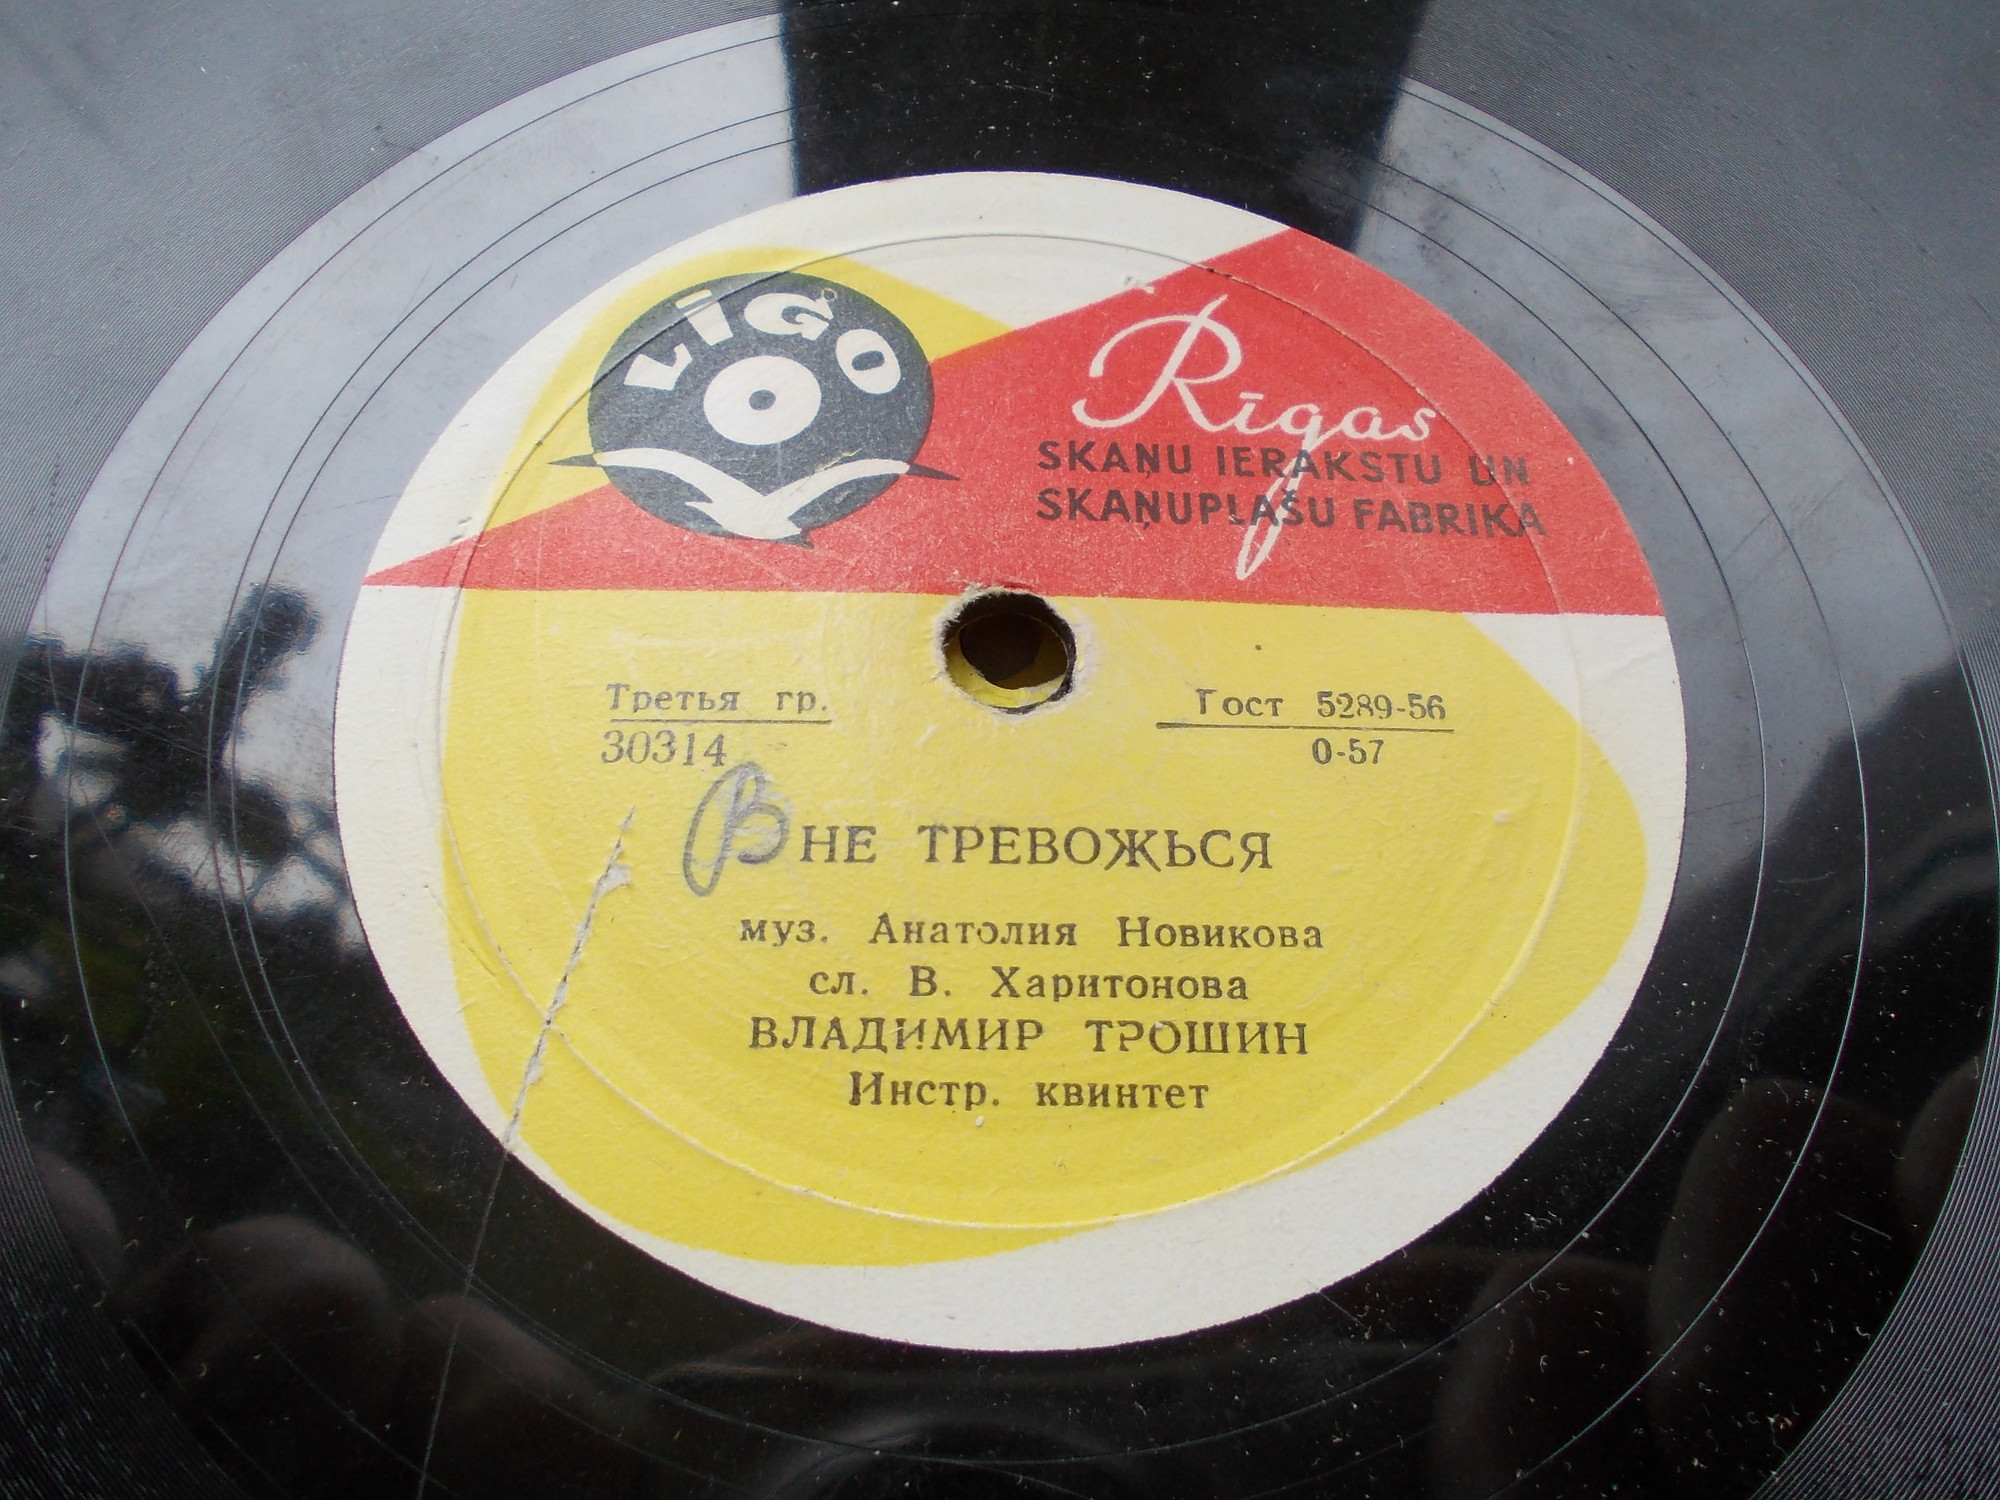 LĪGO
Rīgas
SKAŅU IERAKSTU UN
SKAŅUPLAŠU FABRIKA
Третья гр.
30314
Гост 5289-56
0-57
В НЕ ТРЕВОЖЬСЯ
муз. Анатолия Новикова
сл. В. Харитонова
ВЛАДИМИР ТРОШИН
Инстр. квинтет